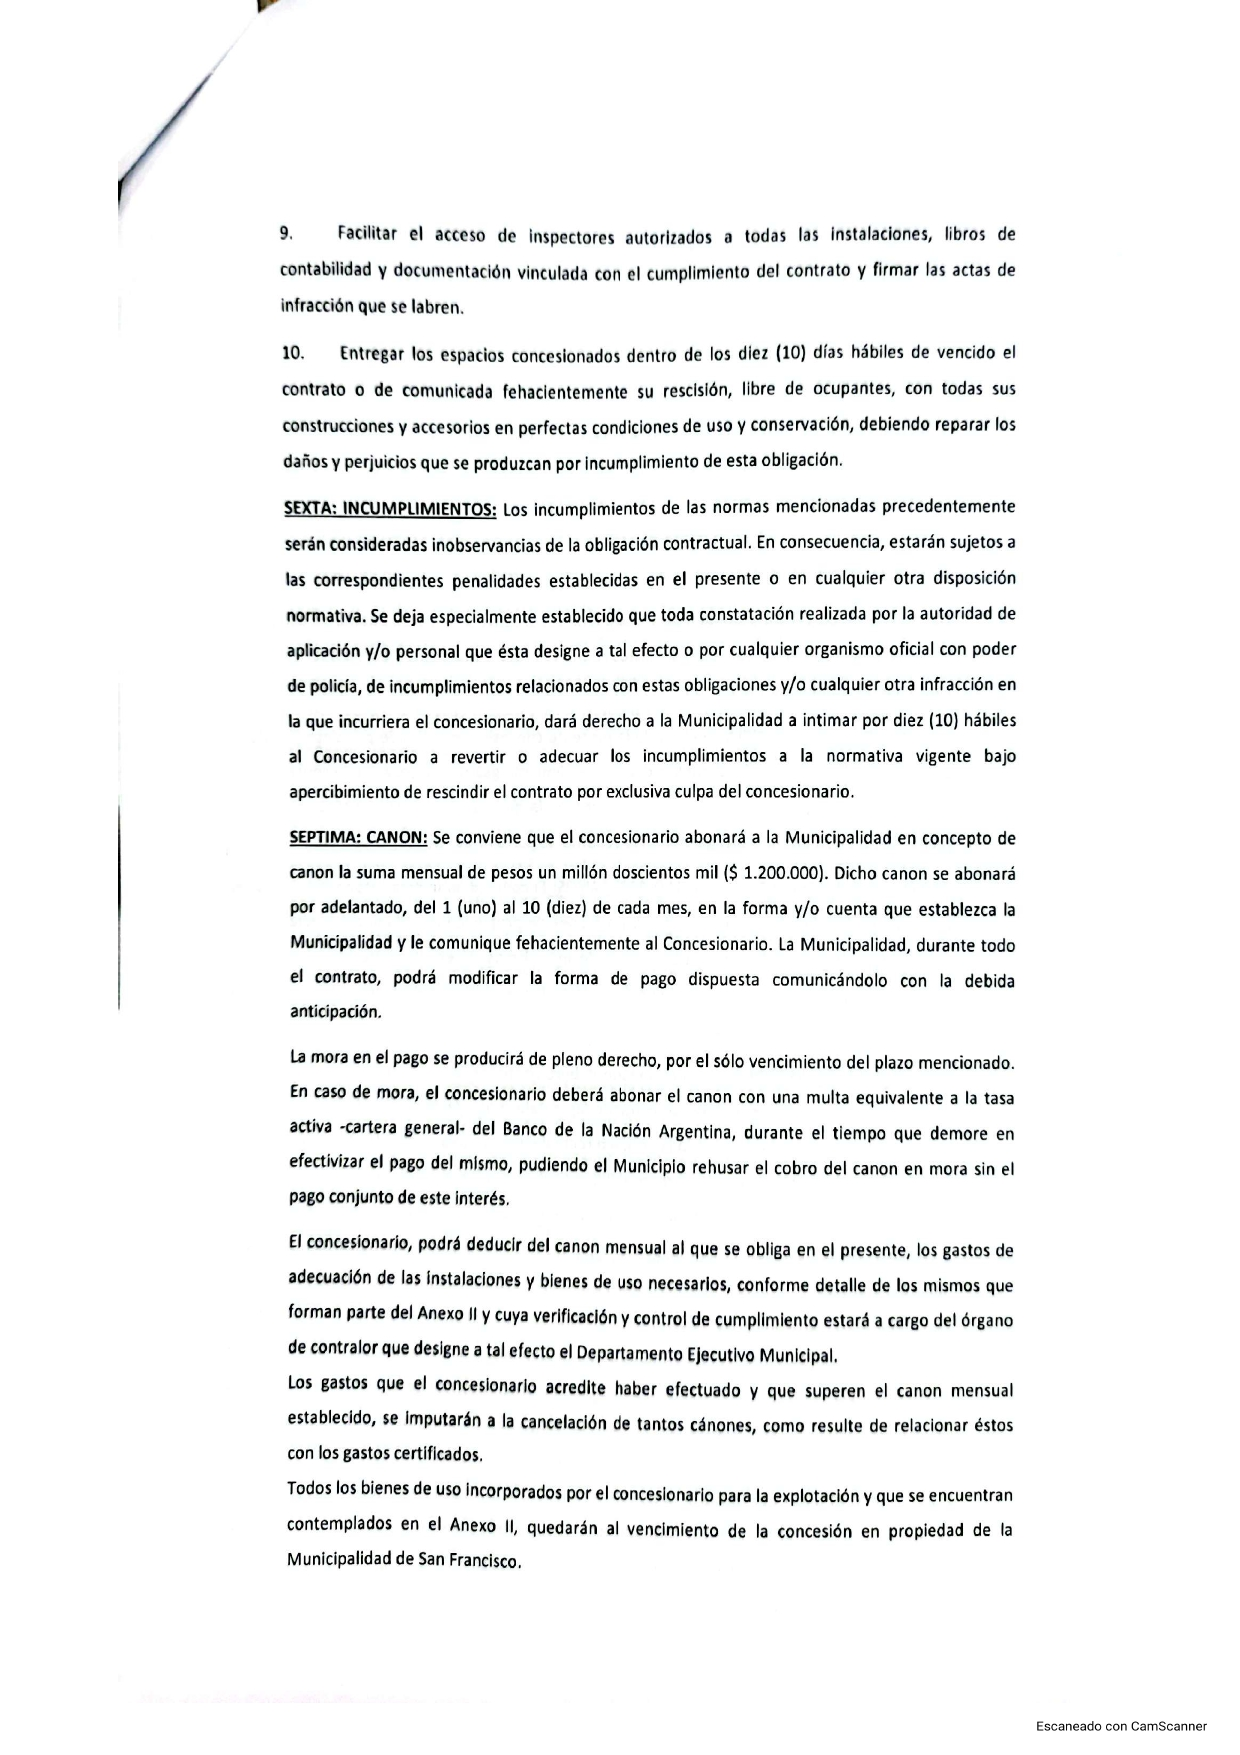 9. Facilitar el acceso de inspectores autorizados a todas las instalaciones, libros de
contabilidad y documentación vinculada con el cumplimiento del contrato y firmar las actas de
infracción que se labren.
10. Entregar los espacios concesionados dentro de los diez (10) días hábiles de vencido el
contrato o de comunicada fehacientemente su rescisión, libre de ocupantes, con todas sus
construcciones y accesorios en perfectas condiciones de uso y conservación, debiendo reparar los
daños y perjuicios que se produzcan por incumplimiento de esta obligación.
SEXTA: INCUMPLIMIENTOS: Los incumplimientos de las normas mencionadas precedentemente
serán consideradas inobservancias de la obligación contractual. En consecuencia, estarán sujetos a
las correspondientes penalidades establecidas en el presente o en cualquier otra disposición
normativa. Se deja especialmente establecido que toda constatación realizada por la autoridad de
aplicación y/o personal que ésta designe a tal efecto o por cualquier organismo oficial con poder
de policía, de incumplimientos relacionados con estas obligaciones y/o cualquier otra infracción en
la que incurriera el concesionario, dará derecho a la Municipalidad a intimar por diez (10) hábiles
al Concesionario a revertir o adecuar los incumplimientos a la normativa vigente bajo
apercibimiento de rescindir el contrato por exclusiva culpa del concesionario.
SEPTIMA: CANON: Se conviene que el concesionario abonará a la Municipalidad en concepto de
canon la suma mensual de pesos un millón doscientos mil ($ 1.200.000). Dicho canon se abonará
por adelantado, del 1 (uno) al 10 (diez) de cada mes, en la forma y/o cuenta que establezca la
Municipalidad y le comunique fehacientemente al Concesionario. La Municipalidad, durante todo
el contrato, podrá modificar la forma de pago dispuesta comunicándolo con la debida
anticipación.
La mora en el pago se producirá de pleno derecho, por el sólo vencimiento del plazo mencionado.
En caso de mora, el concesionario deberá abonar el canon con una multa equivalente a la tasa
activa -cartera general- del Banco de la Nación Argentina, durante el tiempo que demore en
efectivizar el pago del mismo, pudiendo el Municipio rehusar el cobro del canon en mora sin el
pago conjunto de este interés.
El concesionario, podrá deducir del canon mensual al que se obliga en el presente, los gastos de
adecuación de las instalaciones y bienes de uso necesarios, conforme detalle de los mismos que
forman parte del Anexo II y cuya verificación y control de cumplimiento estará a cargo del órgano
de contralor que designe a tal efecto el Departamento Ejecutivo Municipal.
Los gastos que el concesionario acredite haber efectuado y que superen el canon mensual
establecido, se imputarán a la cancelación de tantos cánones, como resulte de relacionar éstos
con los gastos certificados.
Todos los bienes de uso incorporados por el concesionario para la explotación y que se encuentran
contemplados en el Anexo II, quedarán al vencimiento de la concesión en propiedad de la
Municipalidad de San Francisco.
Escaneado con CamScanner